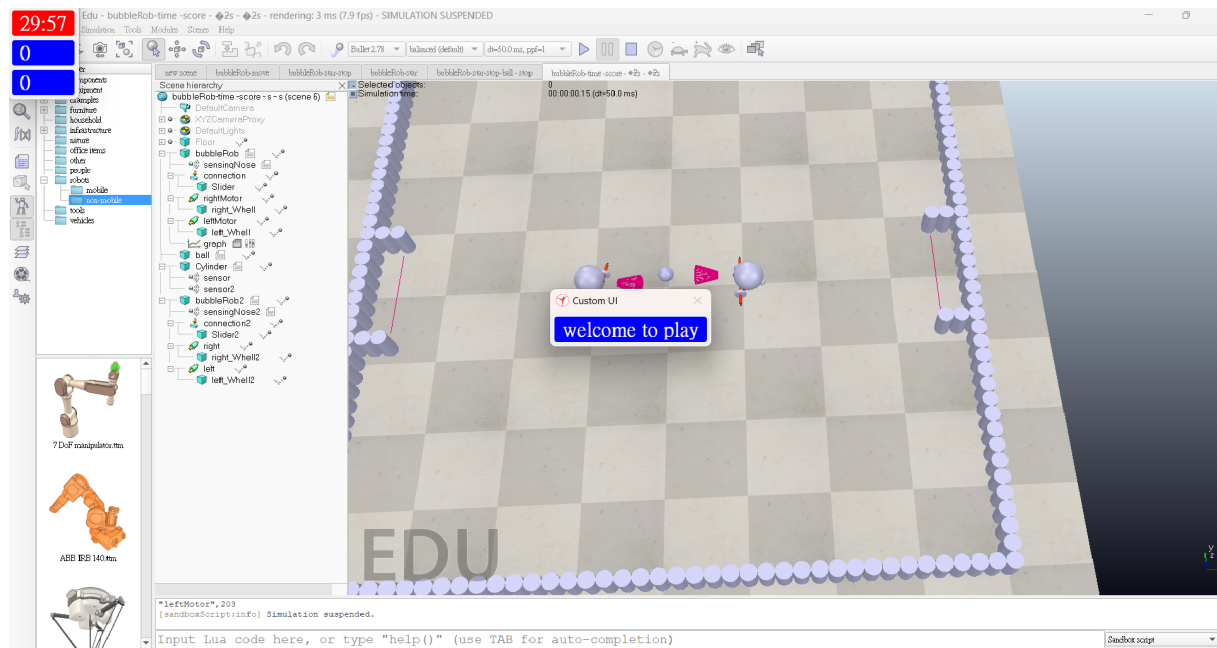 Edu - bubbleRob-time -score - �2s - �2s - rendering: 3 ms (7.9 fps) - SIMULATION SUSPENDED
29:57
0
0
Simulation Tools Modules Scenes Help
Bullet 2.78 balanced (default) dt=50.0 ms, ppf=1
new scene bubbleRob-move bubbleRob-star-stop bubbleRob-star bubbleRob-star-stop-ball - stop bubbleRob-time -score - �2s - �2s
equipment
examples
furniture
household
infrastructure
nature
office items
other
people
robots
mobile
non-mobile
tools
vehicles
7 DoF manipulator.ttm
ABB IRB 140.ttm
Scene hierarchy
bubbleRob-time -score - s - s (scene 6)
DefaultCamera
XYZCameraProxy
DefaultLights
Floor
bubbleRob
sensingNose
connection
Slider
rightMotor
right_Whell
leftMotor
left_Whell
graph
ball
Cylinder
sensor
sensor2
bubbleRob2
sensingNose2
connection2
Slider2
right
right_Whell2
left
left_Whell2
Selected objects: 0
Simulation time: 00:00:00.15 (dt=50.0 ms)
Custom UI
welcome to play
EDU
y
z
"leftMotor",203
[sandboxScript:info] Simulation suspended.
Input Lua code here, or type "help()" (use TAB for auto-completion)
Sandbox script